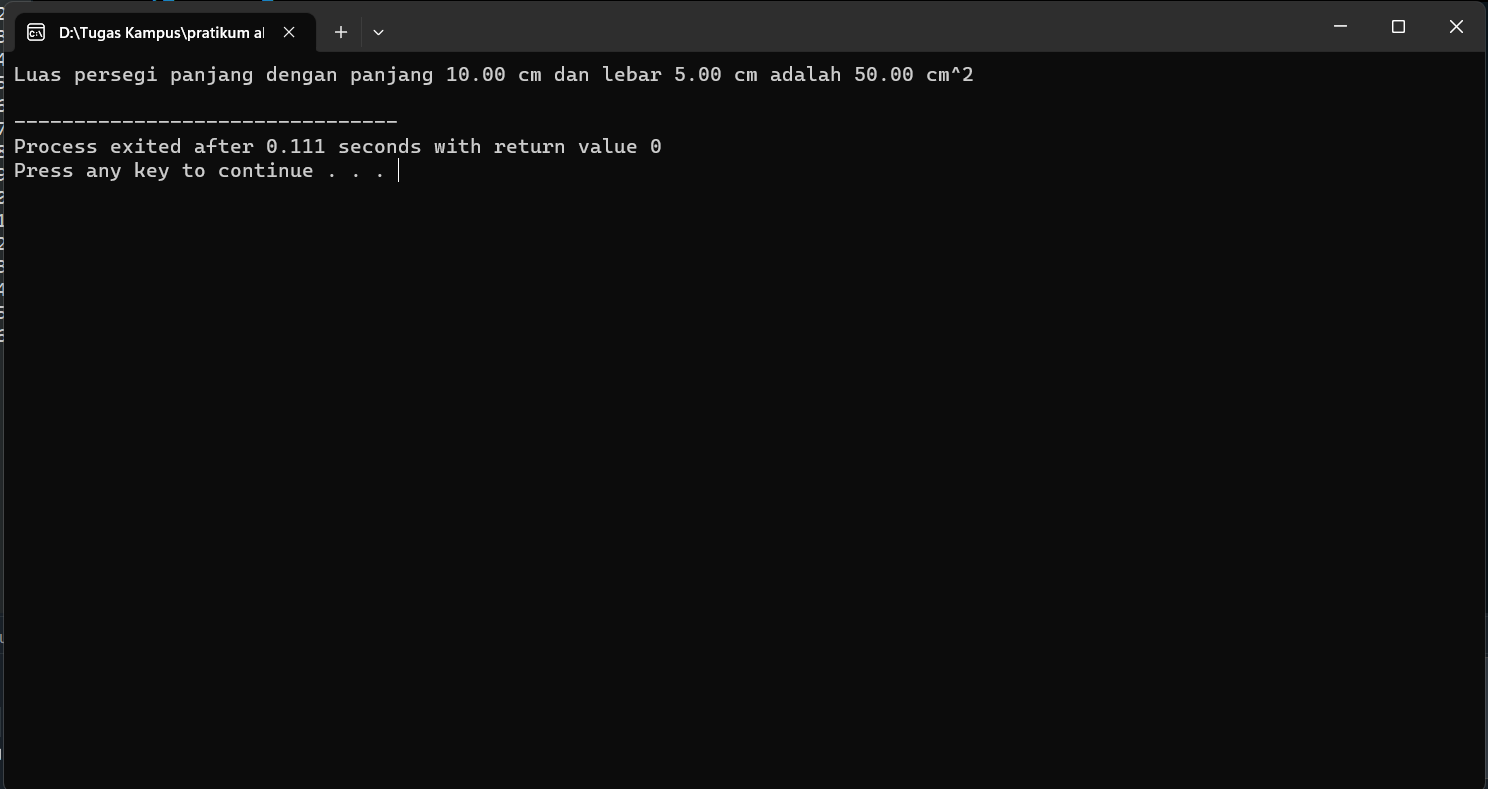 D:\Tugas Kampus\pratikum al
Luas persegi panjang dengan panjang 10.00 cm dan lebar 5.00 cm adalah 50.00 cm^2
--------------------------------
Process exited after 0.111 seconds with return value 0
Press any key to continue . . .